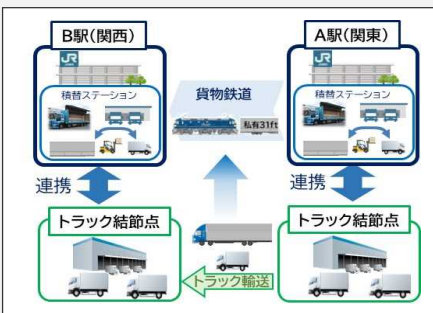 B駅(関西)
A駅(関東)
JR
JR
積替ステーション
積替ステーション
貨物鉄道
私有31ft
連携
連携
トラック結節点
トラック結節点
トラック輸送